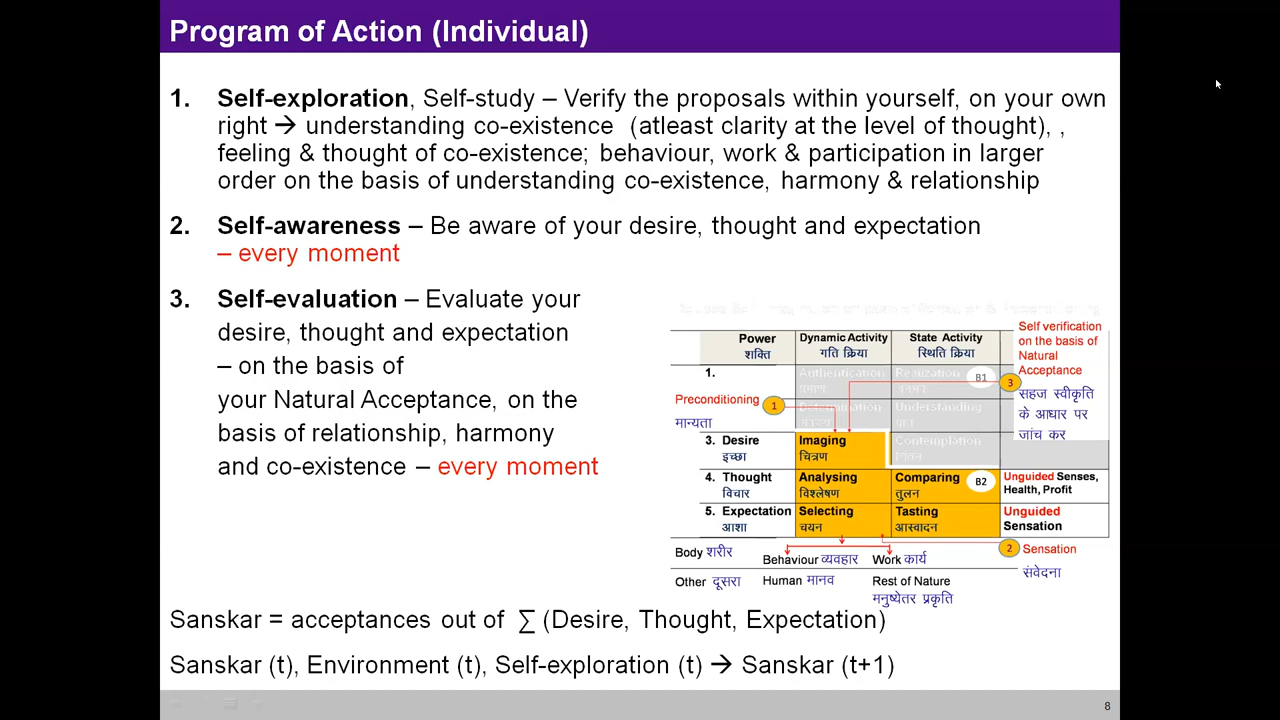 Program of Action (Individual)
1. Self-exploration, Self-study – Verify the proposals within yourself, on your own
right → understanding co-existence (atleast clarity at the level of thought), ,
feeling & thought of co-existence; behaviour, work & participation in larger
order on the basis of understanding co-existence, harmony & relationship
2. Self-awareness – Be aware of your desire, thought and expectation
– every moment
3. Self-evaluation – Evaluate your
desire, thought and expectation
– on the basis of
your Natural Acceptance, on the
basis of relationship, harmony
and co-existence – every moment
Power Dynamic Activity State Activity
शक्ति गति क्रिया स्थिति क्रिया
Self verification
on the basis of
Natural
Acceptance
सहज स्वीकृति
के आधार पर
जांच कर
3
1. Authentication Realization B1
Preconditioning 1 Determination Understanding
मान्यता
3. Desire Imaging Contemplation
इच्छा चित्रण
4. Thought Analysing Comparing B2 Unguided Senses,
विचार विश्लेषण तुलन Health, Profit
5. Expectation Selecting Tasting Unguided
आशा चयन आस्वादन Sensation
Body शरीर Behaviour व्यवहार Work कार्य 2 Sensation
संवेदना
Other दूसरा Human मानव Rest of Nature
मनुष्येतर प्रकृति
Sanskar = acceptances out of ∑ (Desire, Thought, Expectation)
Sanskar (t), Environment (t), Self-exploration (t) → Sanskar (t+1)
8